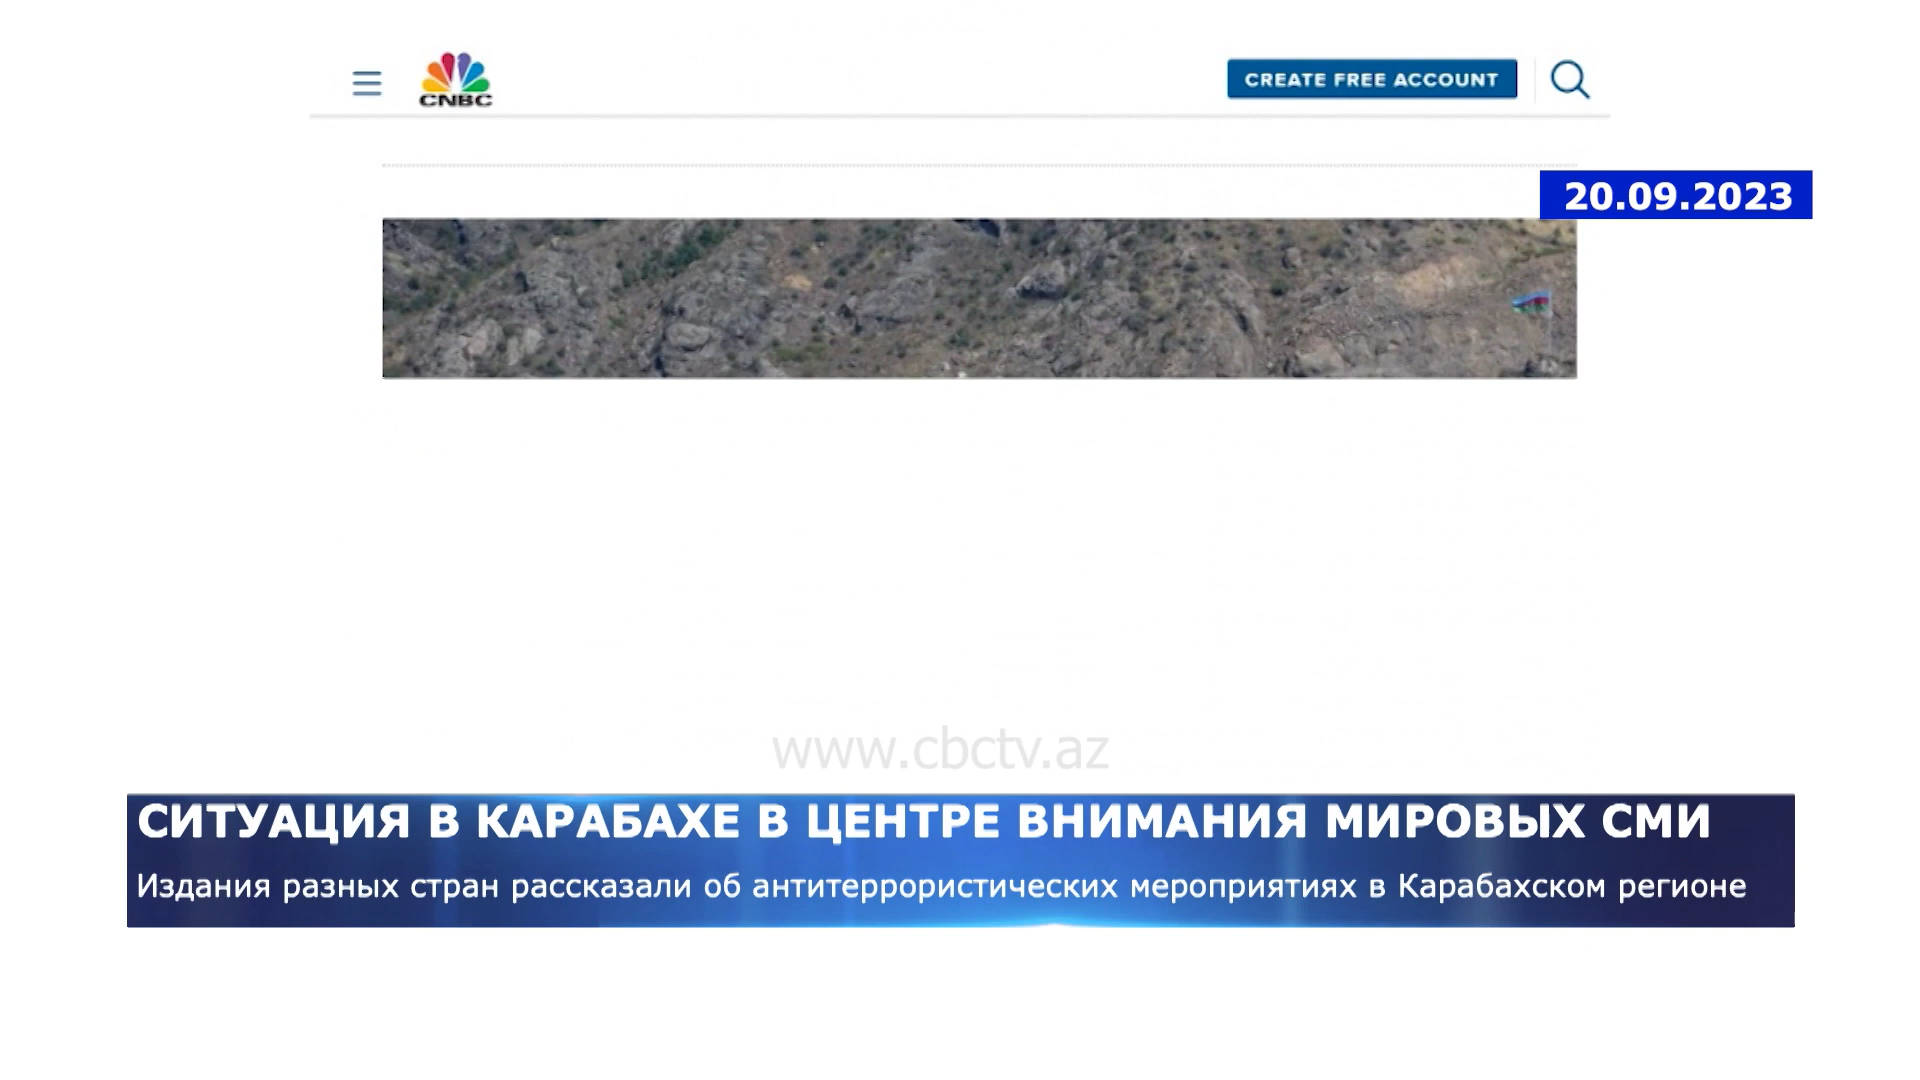 CNBC
CREATE FREE ACCOUNT
20.09.2023
www.cbctv.az
СИТУАЦИЯ В КАРАБАХЕ В ЦЕНТРЕ ВНИМАНИЯ МИРОВЫХ СМИ
Издания разных стран рассказали об антитеррористических мероприятиях в Карабахском регионе